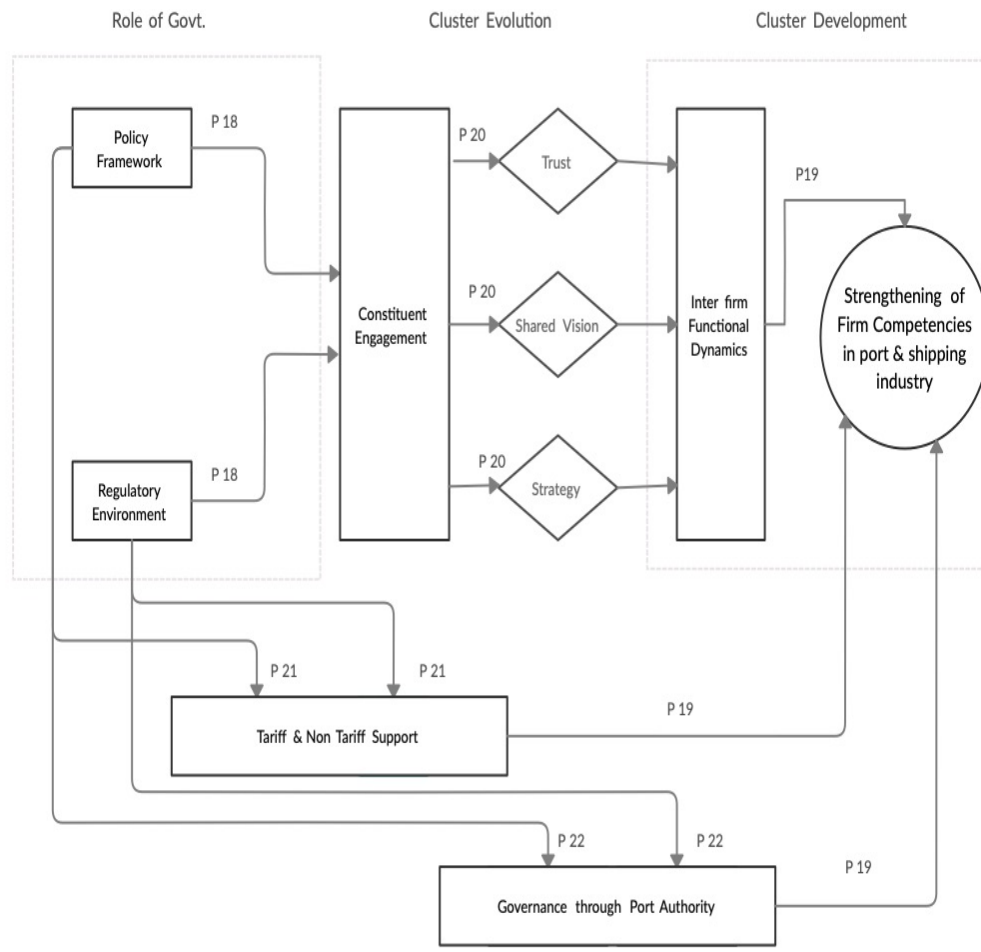 Role of Govt.
Cluster Evolution
Cluster Development
Policy
Framework
P 18
P 20
Trust
P19
Constituent
Engagement
P 20
Shared Vision
Inter firm
Functional
Dynamics
Strengthening of
Firm Competencies
in port & shipping
industry
Regulatory
Environment
P 18
P 20
Strategy
P 21
P 21
Tariff & Non Tariff Support
P 19
P 22
P 22
Governance through Port Authority
P 19